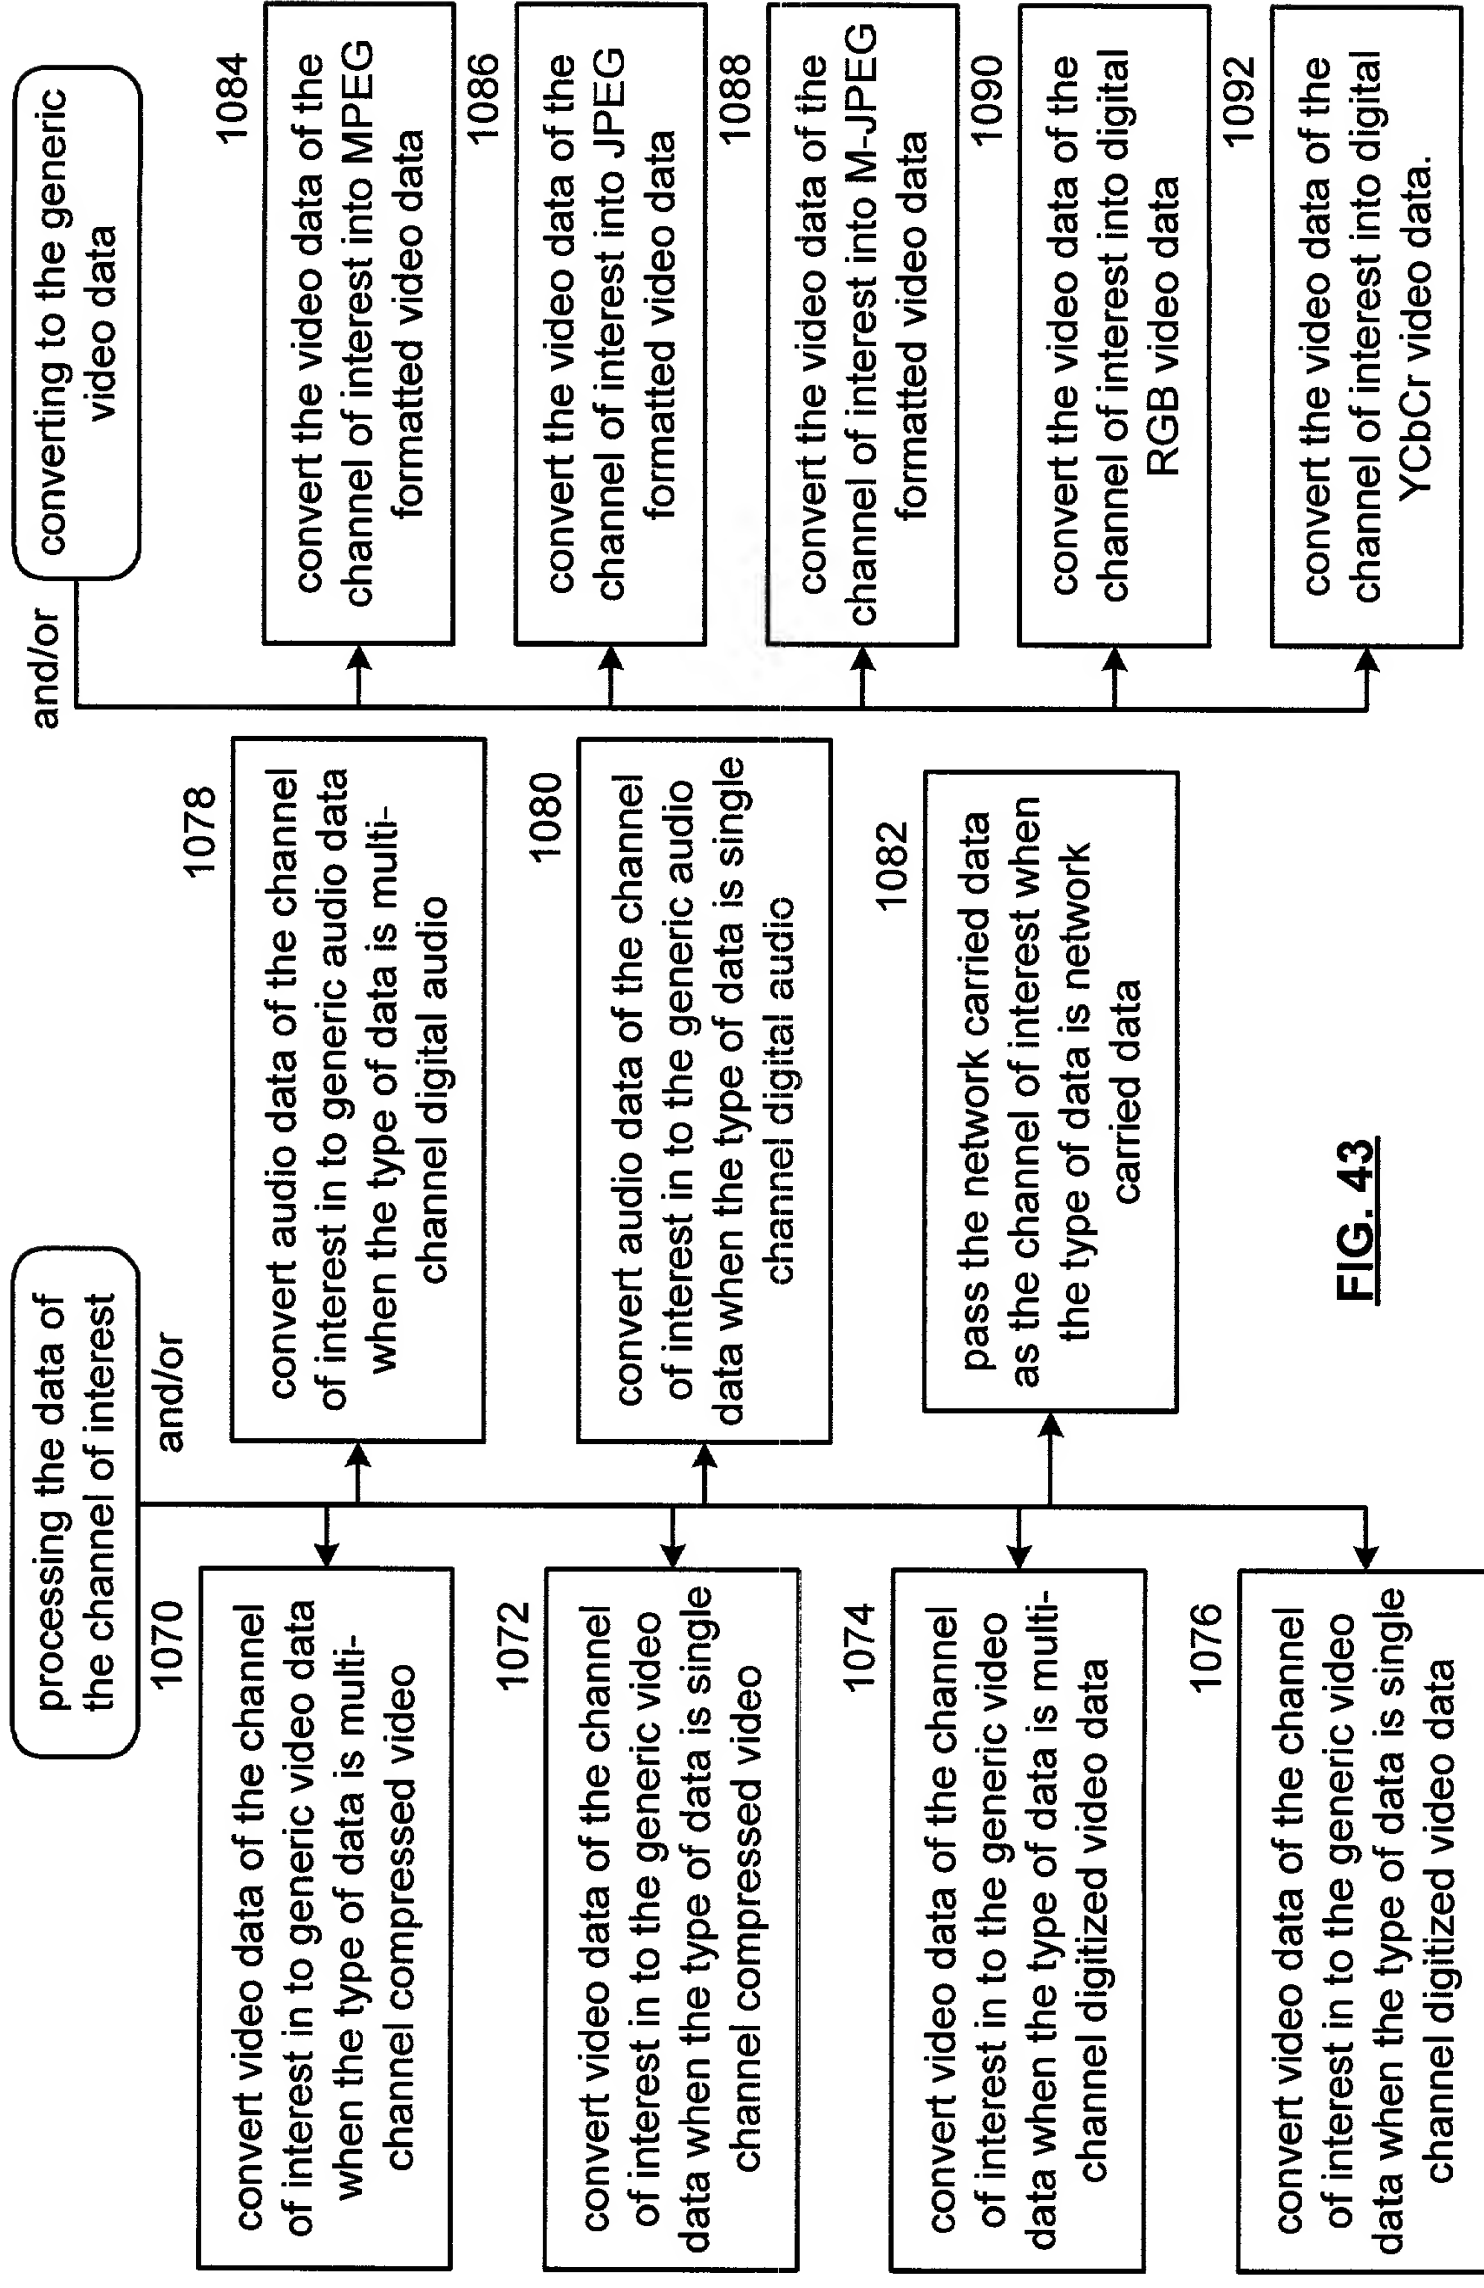 processing the data of
the channel of interest
and/or
1070
convert video data of the channel
of interest in to generic video data
when the type of data is multi-
channel compressed video
1072
convert video data of the channel
of interest in to the generic video
data when the type of data is single
channel compressed video
1074
convert video data of the channel
of interest in to the generic video
data when the type of data is multi-
channel digitized video data
1076
convert video data of the channel
of interest in to the generic video
data when the type of data is single
channel digitized video data
1078
convert audio data of the channel
of interest in to generic audio data
when the type of data is multi-
channel digital audio
1080
convert audio data of the channel
of interest in to the generic audio
data when the type of data is single
channel digital audio
1082
pass the network carried data
as the channel of interest when
the type of data is network
carried data
converting to the generic
video data
and/or
1084
convert the video data of the
channel of interest into MPEG
formatted video data
1086
convert the video data of the
channel of interest into JPEG
formatted video data
1088
convert the video data of the
channel of interest into M-JPEG
formatted video data
1090
convert the video data of the
channel of interest into digital
RGB video data
1092
convert the video data of the
channel of interest into digital
YCbCr video data.
FIG. 43